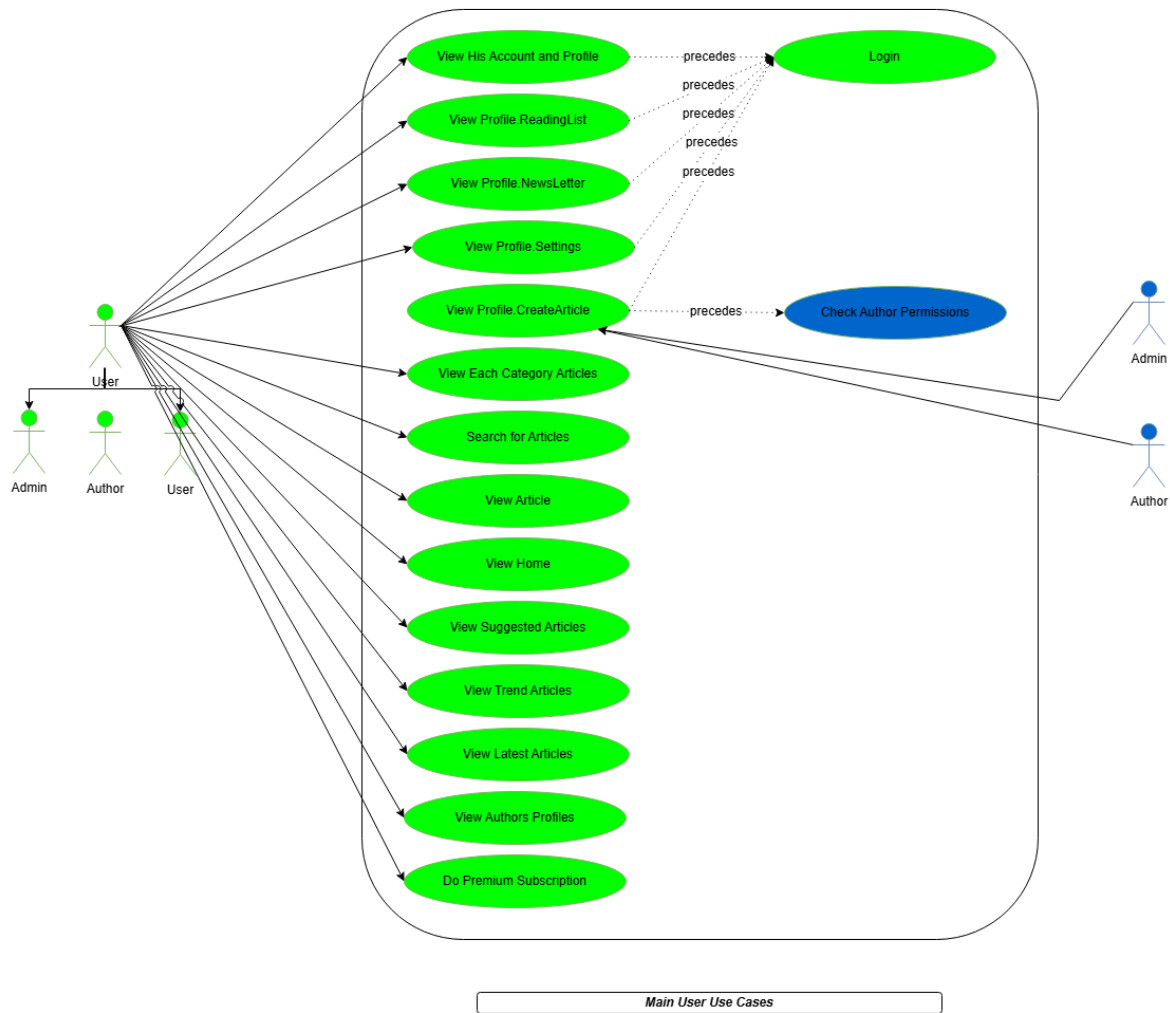 View His Account and Profile
precedes
Login
View Profile.ReadingList
precedes
View Profile.NewsLetter
precedes
View Profile.Settings
precedes
precedes
View Profile.CreateArticle
precedes
Check Author Permissions
Admin
User
View Each Category Articles
Search for Articles
Admin
Author
User
Author
View Article
View Home
View Suggested Articles
View Trend Articles
View Latest Articles
View Authors Profiles
Do Premium Subscription
Main User Use Cases